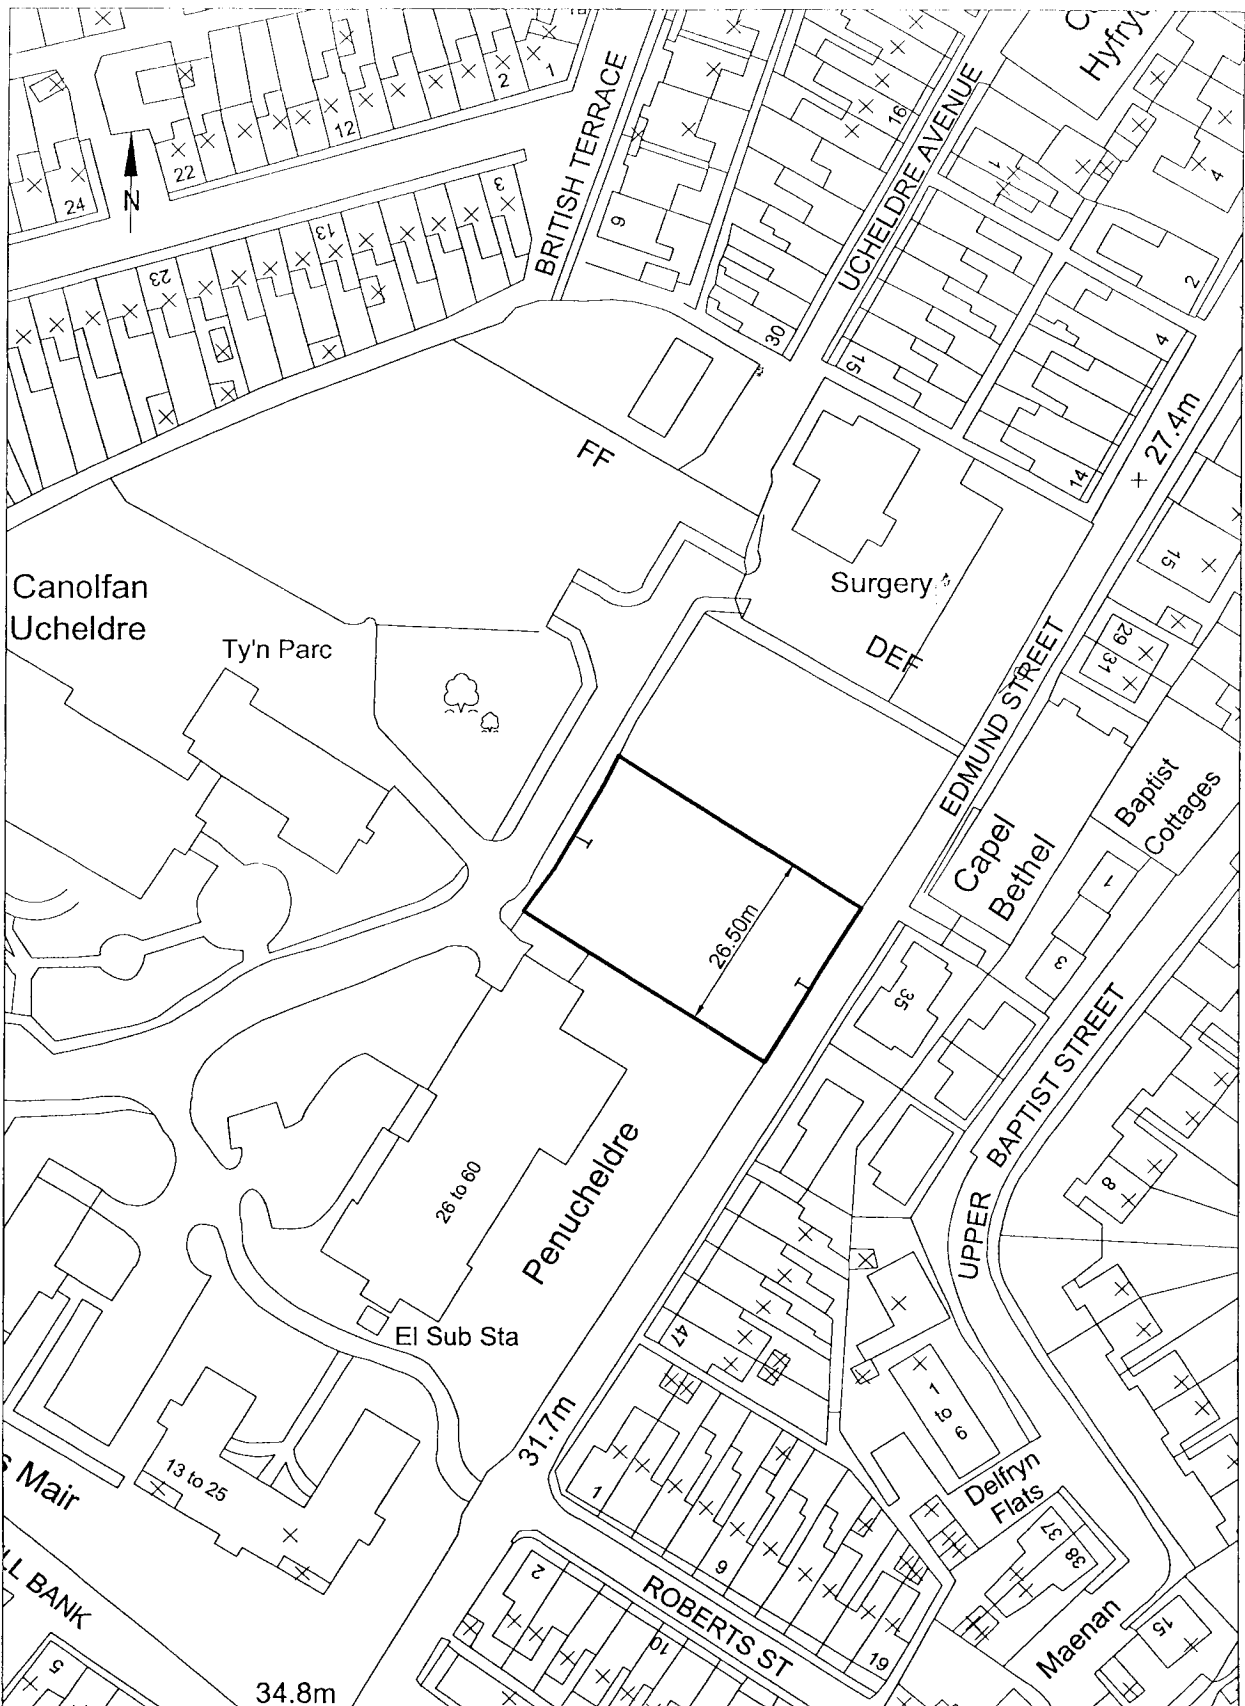 BRITISH TERRACE
UCHELDRE AVENUE
Hyfryd
1
2
12
22
24
N
3
13
23
9
16
30
15
1
4
2
4
14
27.4m
FF
Surgery
DEF
Canolfan
Ucheldre
Ty'n Parc
EDMUND STREET
15
29
31
Baptist
Cottages
Capel
Bethel
1
3
35
26.50m
UPPER BAPTIST STREET
8
26 to 60
Penucheldre
El Sub Sta
47
31.7m
1
to
6
Delfryn
Flats
37
38
Maenan
15
1
6
19
ROBERTS ST
2
10
13 to 25
s Mair
LL BANK
5
34.8m